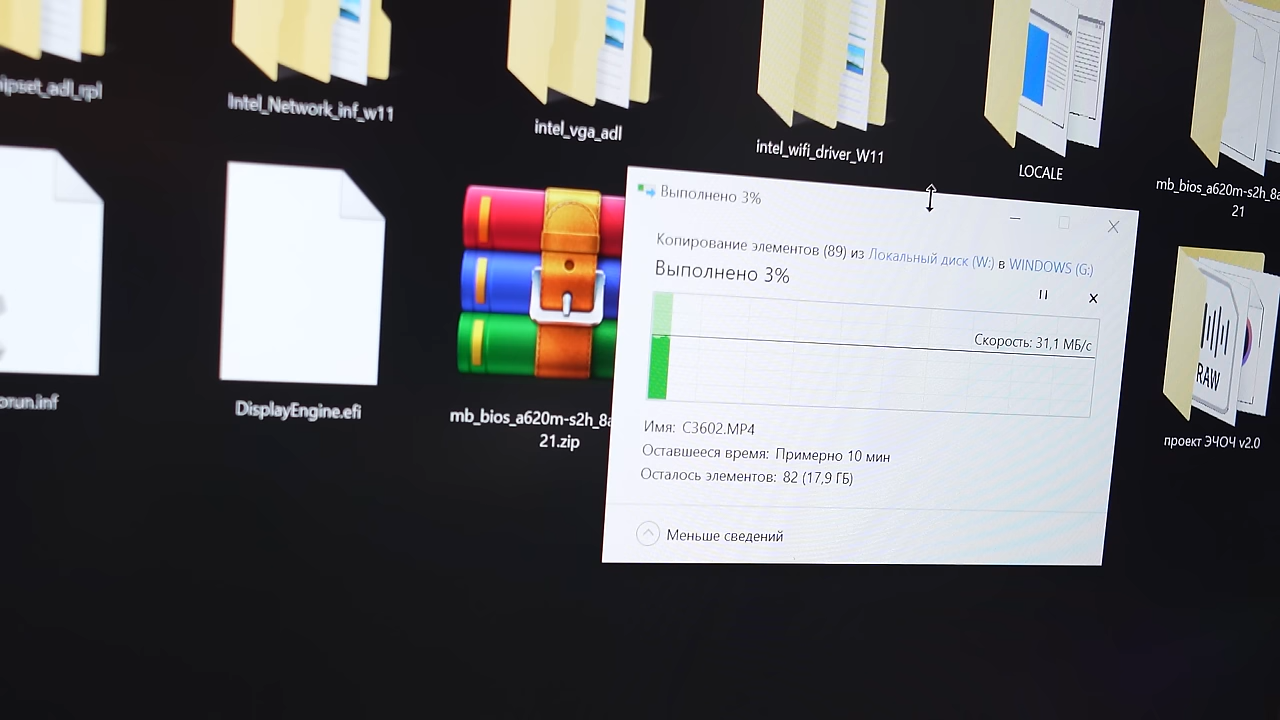 ipset_adl_rpl
Intel_Network_inf_w11
intel_vga_adl
intel_wifi_driver_W11
LOCALE
mb_bios_a620m-s2h_8a
21
orun.inf
DisplayEngine.efi
mb_bios_a620m-s2h_8a
21.zip
Выполнено 3%
Копирование элементов (89) из Локальный диск (W:) в WINDOWS (G:)
Выполнено 3%
Скорость: 31,1 МБ/с
Имя: C3602.MP4
Оставшееся время: Примерно 10 мин
Осталось элементов: 82 (17,9 ГБ)
Меньше сведений
RAW
проект ЭЧОЧ v2.0